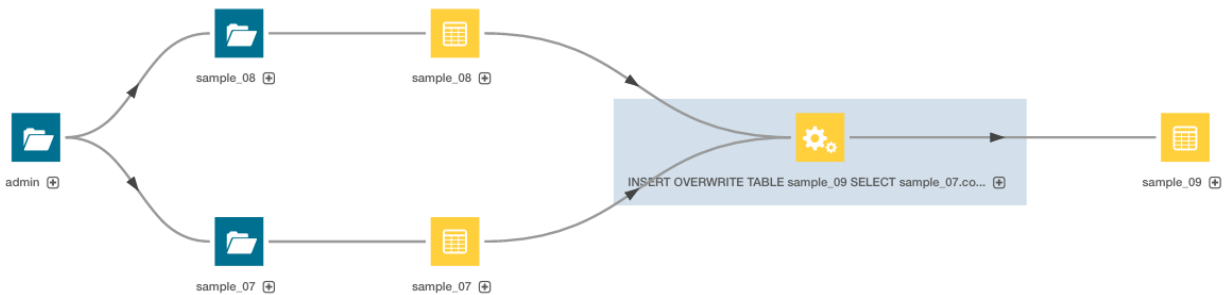 sample_08
sample_08
admin
INSERT OVERWRITE TABLE sample_09 SELECT sample_07.co...
sample_09
sample_07
sample_07